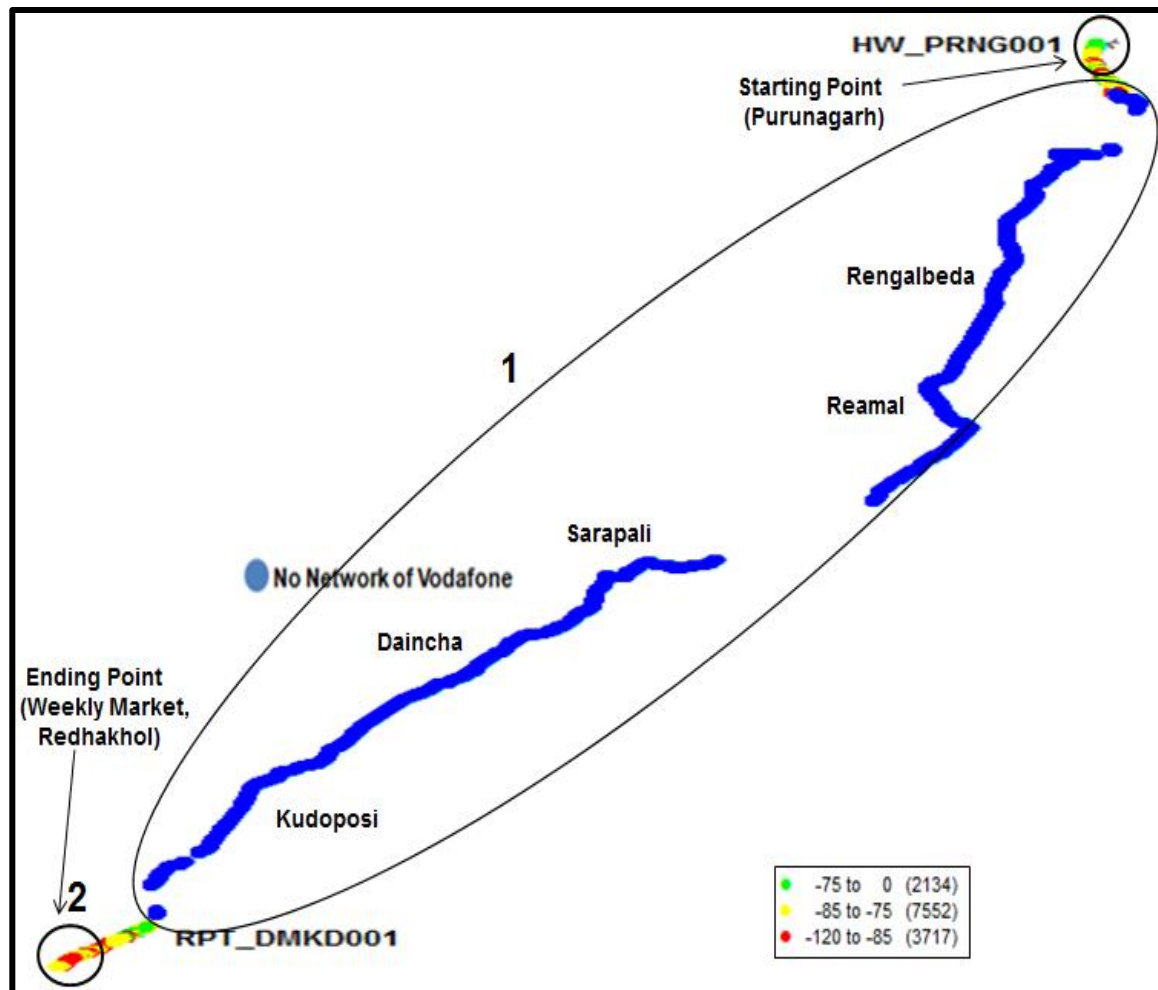 HW_PRNG001
Starting Point
(Purunagarh)
Rengalbeda
1
Reamal
Sarapali
No Network of Vodafone
Daincha
Ending Point
(Weekly Market,
Redhakhol)
Kudoposi
2
RPT_DMKD001
-75 to 0 (2134)
-85 to -75 (7552)
-120 to -85 (3717)